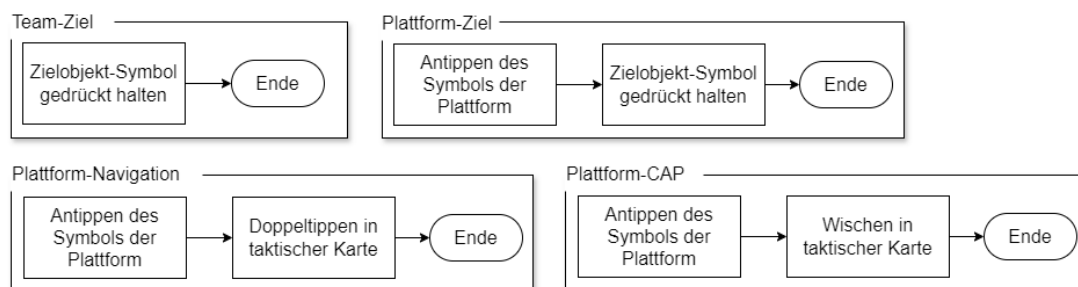 Team-Ziel
Zielobjekt-Symbol
gedrückt halten
Ende
Plattform-Ziel
Antippen des
Symbols der
Plattform
Zielobjekt-Symbol
gedrückt halten
Ende
Plattform-Navigation
Antippen des
Symbols der
Plattform
Doppeltippen in
taktischer Karte
Ende
Plattform-CAP
Antippen des
Symbols der
Plattform
Wischen in
taktischer Karte
Ende